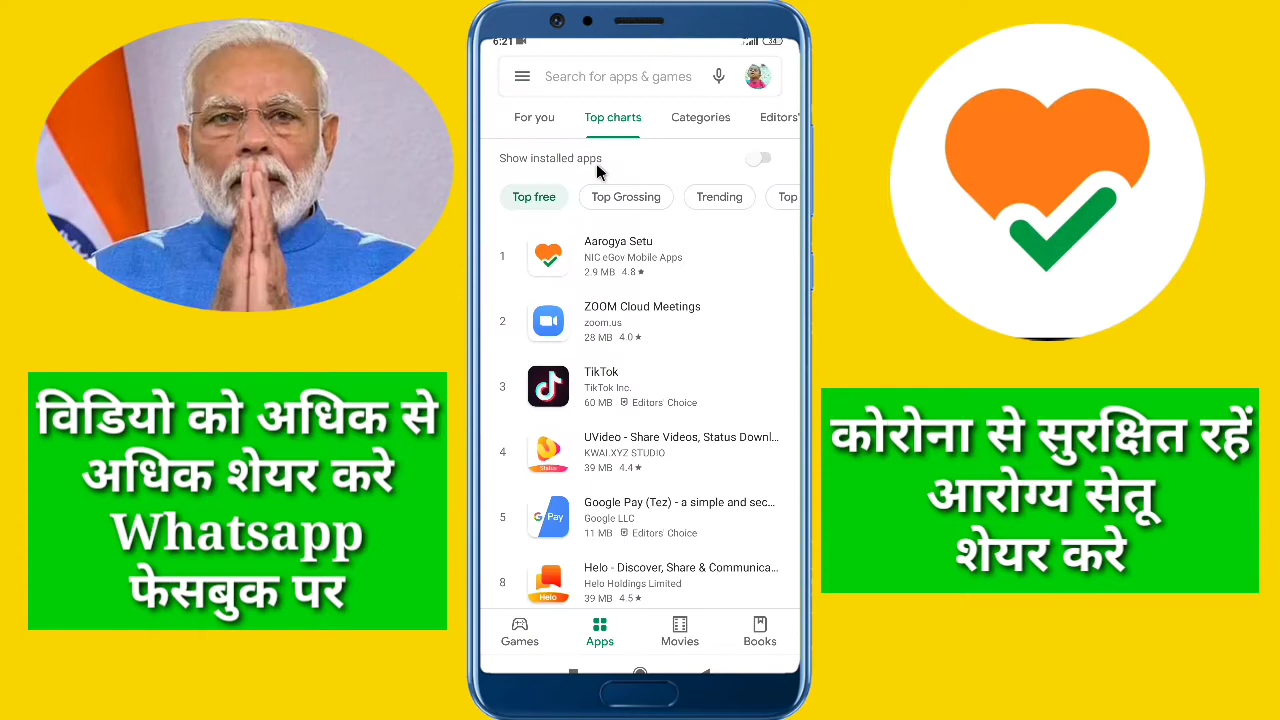 6:21
34
Search for apps & games
For you Top charts Categories Editors'
Show installed apps
Top free Top Grossing Trending Top
1 Aarogya Setu
NIC eGov Mobile Apps
2.9 MB 4.8★
2 ZOOM Cloud Meetings
zoom.us
28 MB 4.0★
3 TikTok
TikTok Inc.
60 MB Editors' Choice
4 UVideo - Share Videos, Status Downl...
KWAI.XYZ STUDIO
39 MB 4.4★
Status
5 Google Pay (Tez) - a simple and sec...
Google LLC
11 MB Editors' Choice
G Pay
8 Helo - Discover, Share & Communica...
Helo Holdings Limited
39 MB 4.5★
Helo
Games Apps Movies Books
विडियो को अधिक से
अधिक शेयर करे
Whatsapp
फेसबुक पर
कोरोना से सुरक्षित रहें
आरोग्य सेतू
शेयर करे